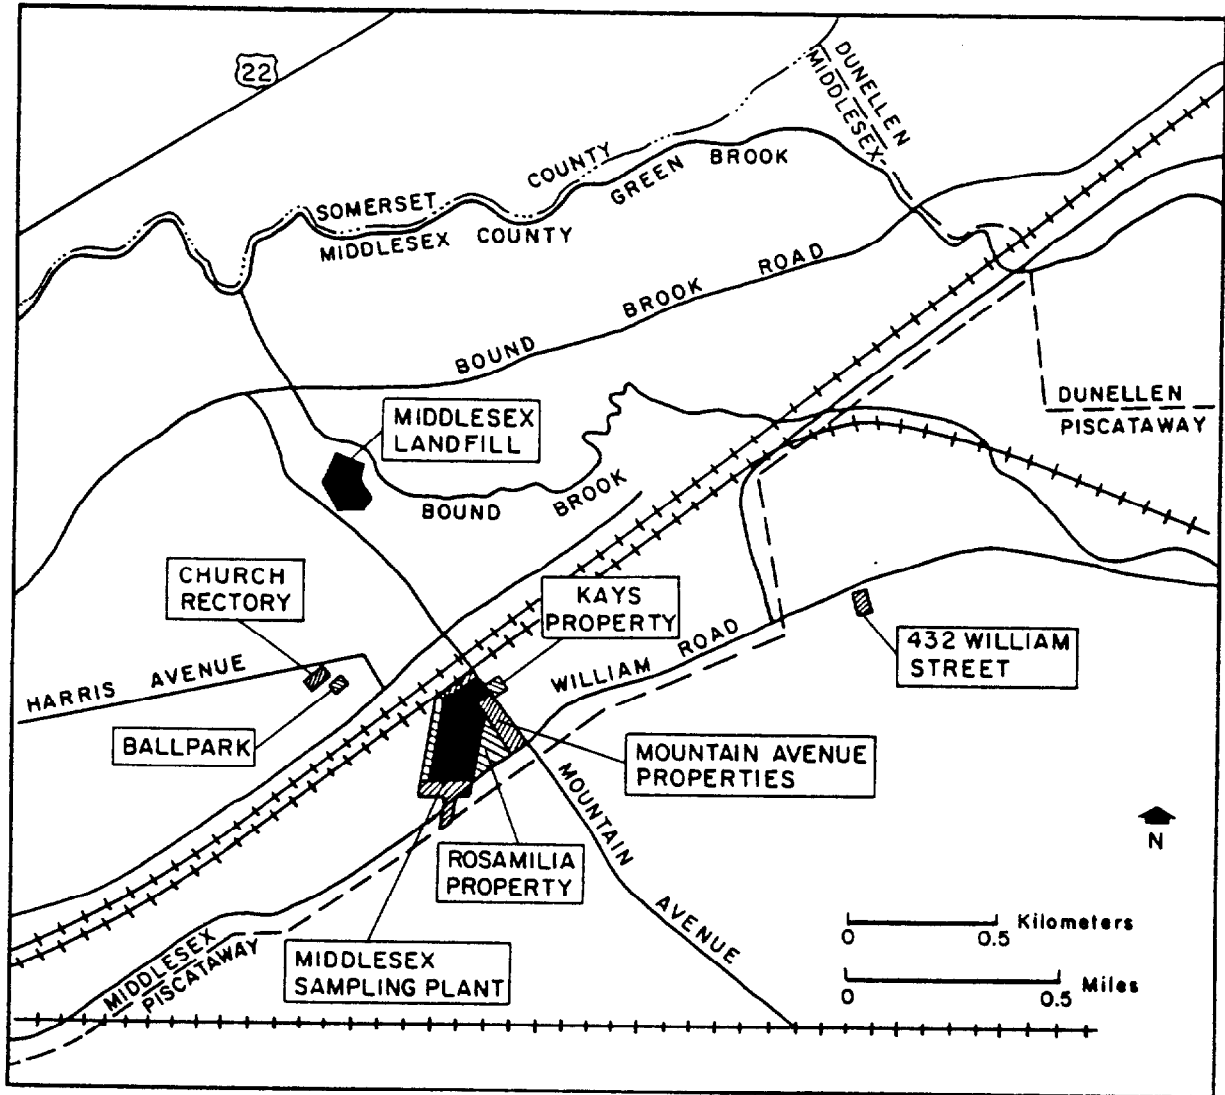 22
DUNELLEN
MIDDLESEX
SOMERSET COUNTY
MIDDLESEX COUNTY
GREEN BROOK
BOUND BROOK ROAD
DUNELLEN
PISCATAWAY
MIDDLESEX
LANDFILL
BOUND BROOK
CHURCH
RECTORY
KAYS
PROPERTY
HARRIS AVENUE
WILLIAM ROAD
432 WILLIAM
STREET
BALLPARK
MOUNTAIN AVENUE
PROPERTIES
MOUNTAIN AVENUE
N
ROSAMILIA
PROPERTY
MIDDLESEX
PISCATAWAY
MIDDLESEX
SAMPLING PLANT
0 0.5 Kilometers
0 0.5 Miles